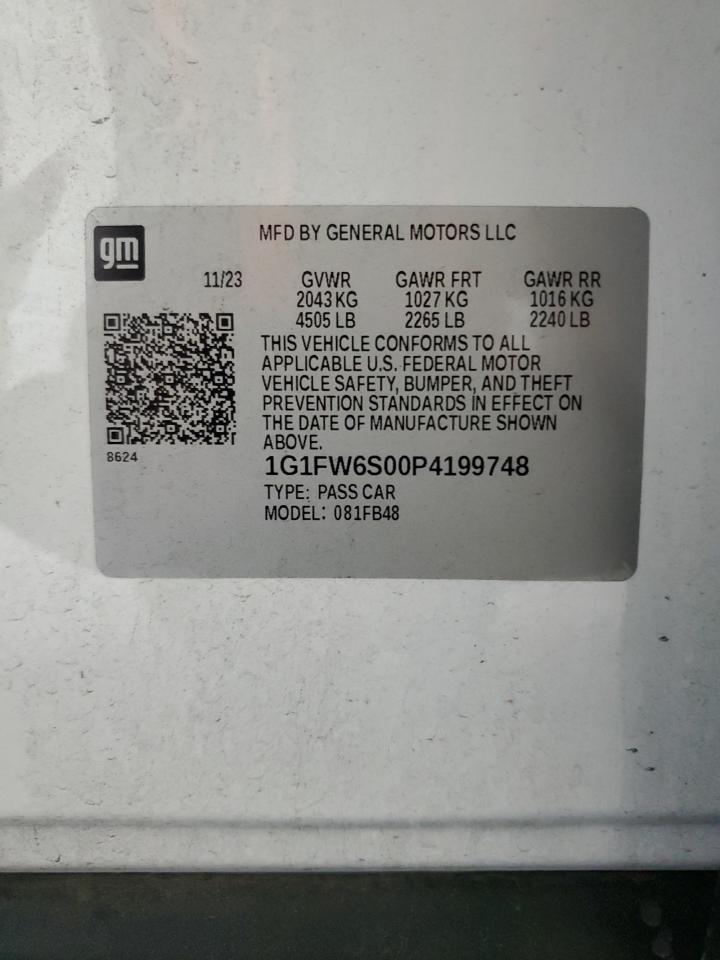 gm
MFD BY GENERAL MOTORS LLC
11/23 GVWR GAWR FRT GAWR RR
2043 KG 1027 KG 1016 KG
4505 LB 2265 LB 2240 LB
THIS VEHICLE CONFORMS TO ALL
APPLICABLE U.S. FEDERAL MOTOR
VEHICLE SAFETY, BUMPER, AND THEFT
PREVENTION STANDARDS IN EFFECT ON
THE DATE OF MANUFACTURE SHOWN
ABOVE.
8624
1G1FW6S00P4199748
TYPE: PASS CAR
MODEL: 081FB48